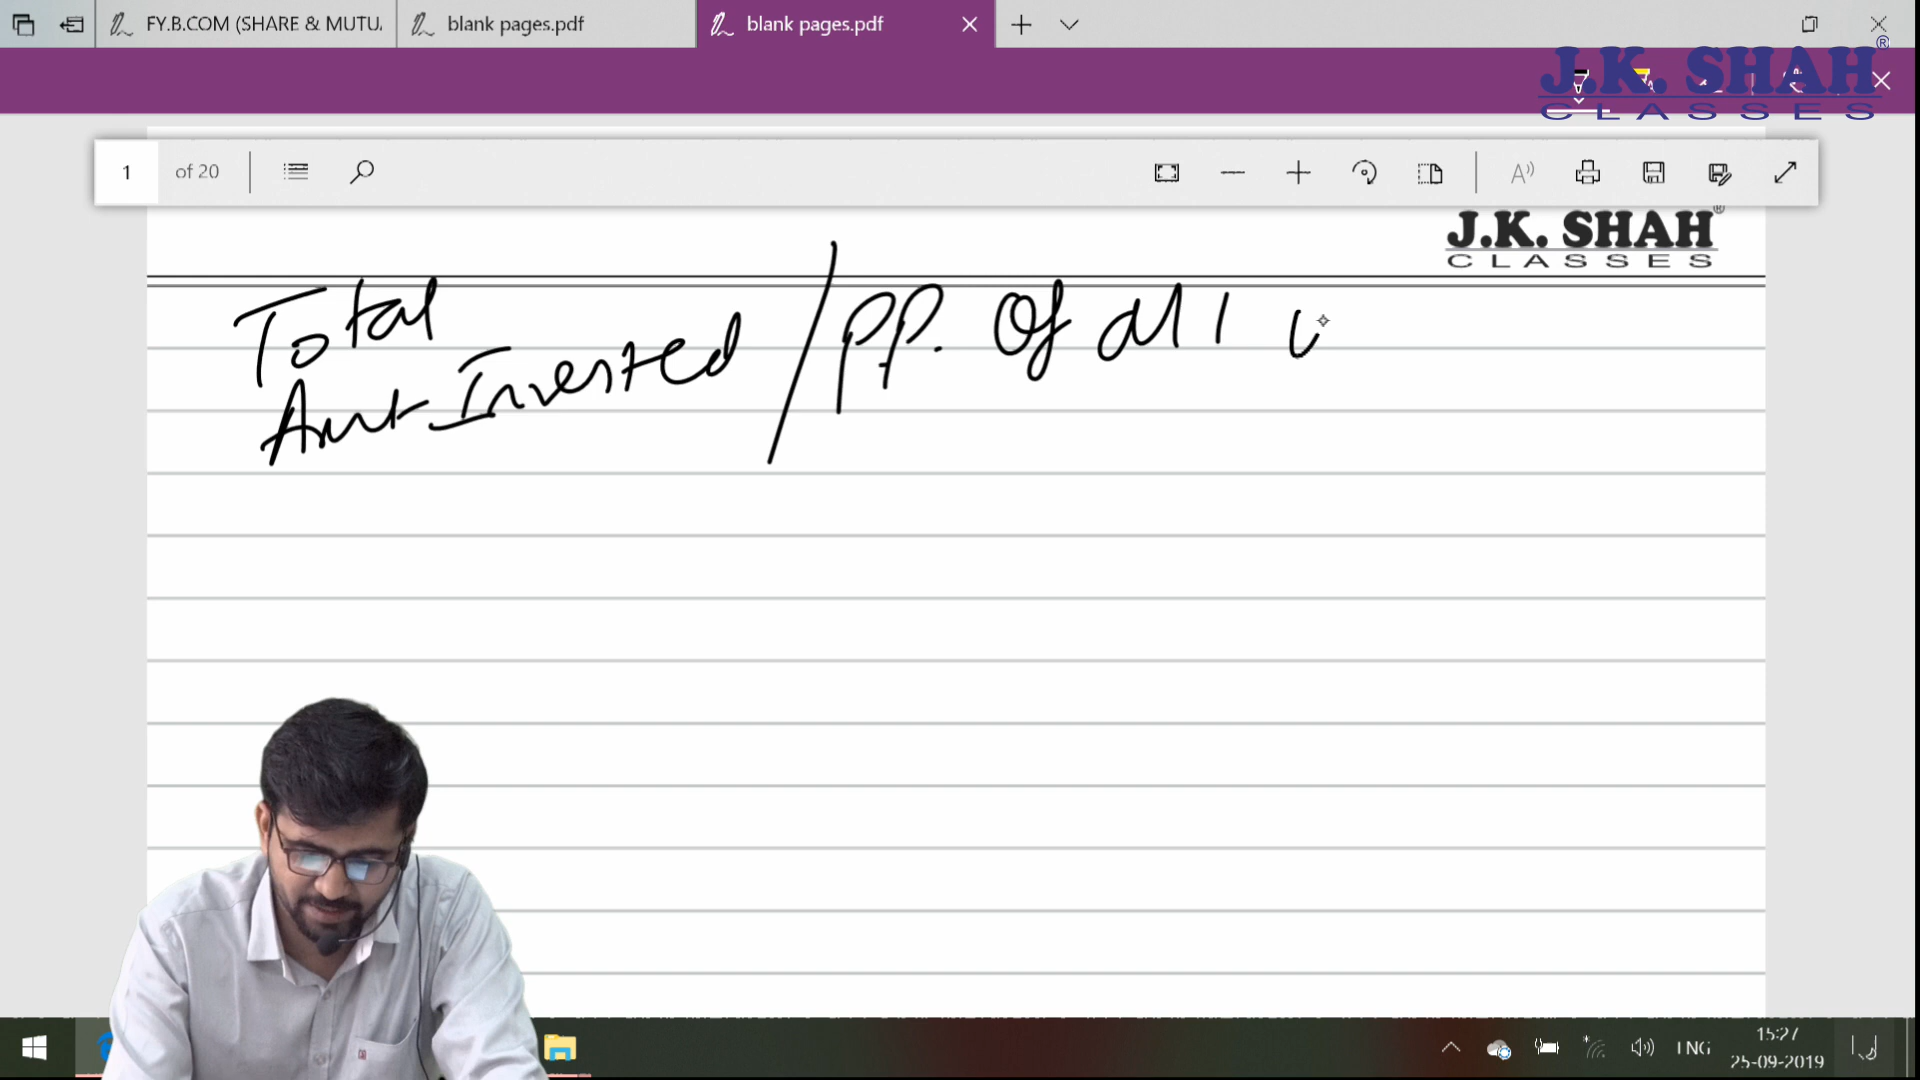 FY.B.COM (SHARE & MUTU
blank pages.pdf
blank pages.pdf
J.K. SHAH®
CLASSES
1 of 20
J.K. SHAH®
CLASSES
Total
Amt Invested / P.P. Of All
ENG
15:27
25-09-2019